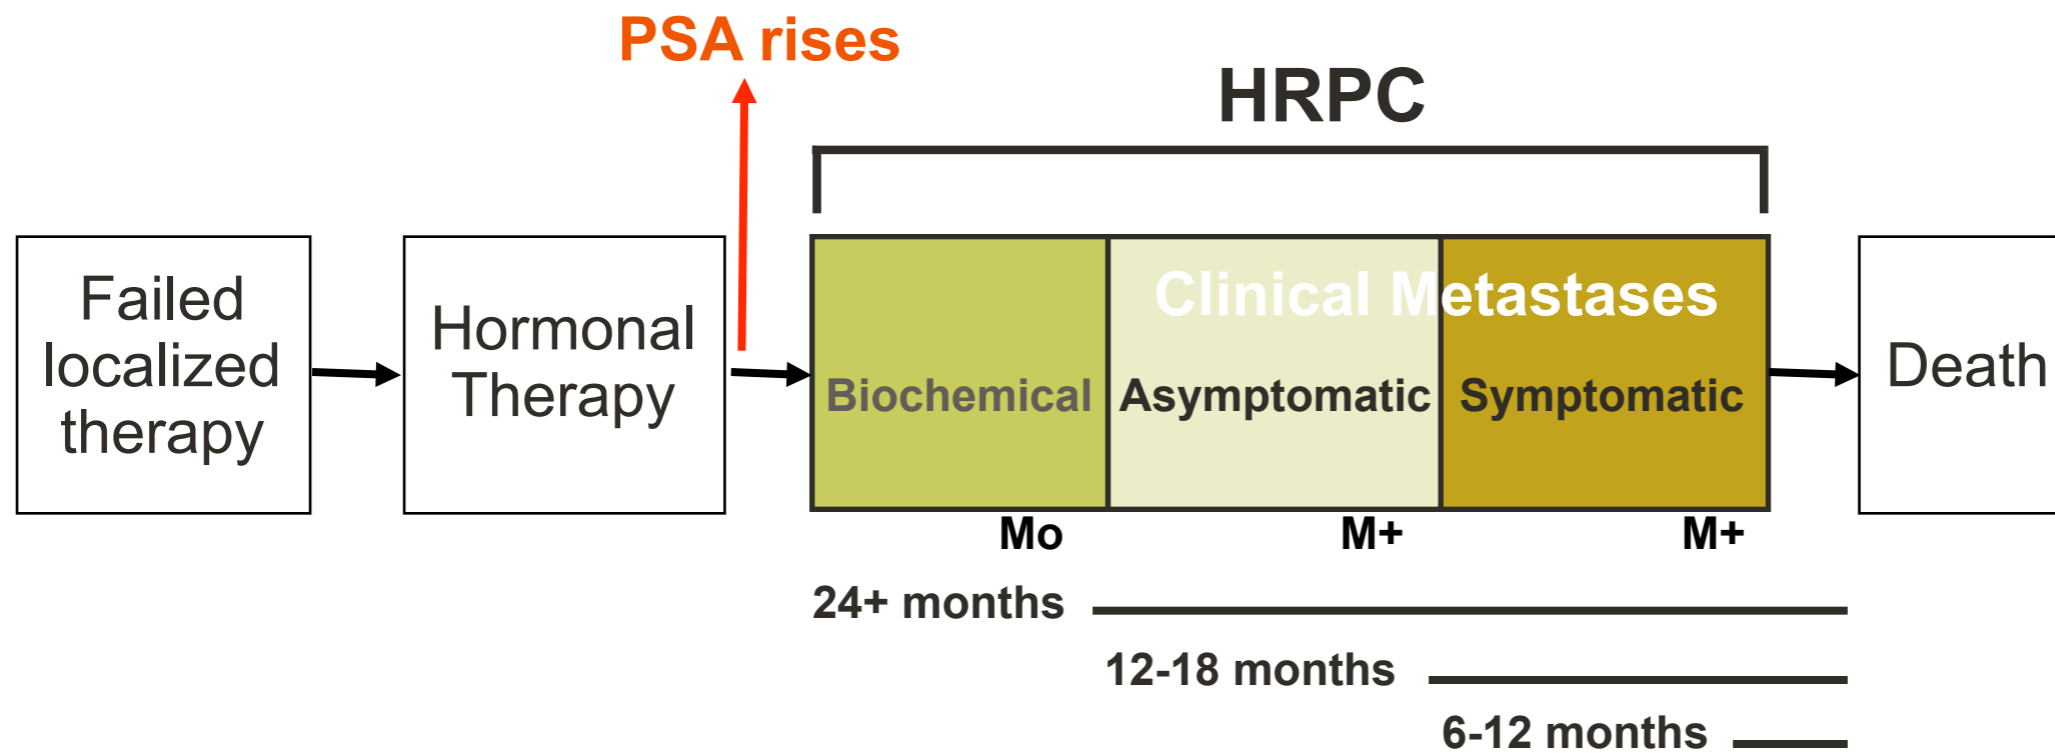 PSA rises
HRPC
Failed
localized
therapy
Hormonal
Therapy
Clinical Metastases
Biochemical
Asymptomatic
Symptomatic
Death
Mo
M+
M+
24+ months
12-18 months
6-12 months